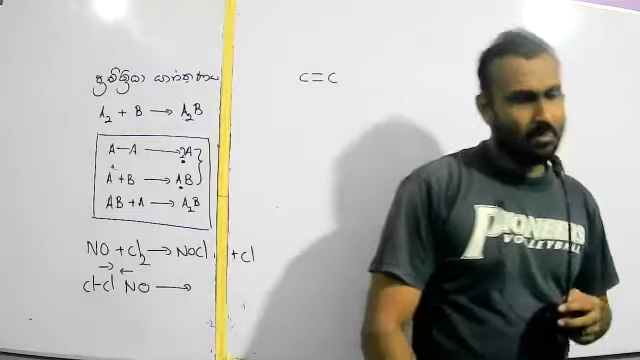 ප්‍රතික්‍රියා යාන්ත්‍රණය
A₂ + B → A₂B
A–A → 2A
A + B → AB
AB + A → A₂B
NO + Cl₂ → NOCl + Cl
Cl–Cl NO →
C=C
PIONEERS
VOLLEYBALL